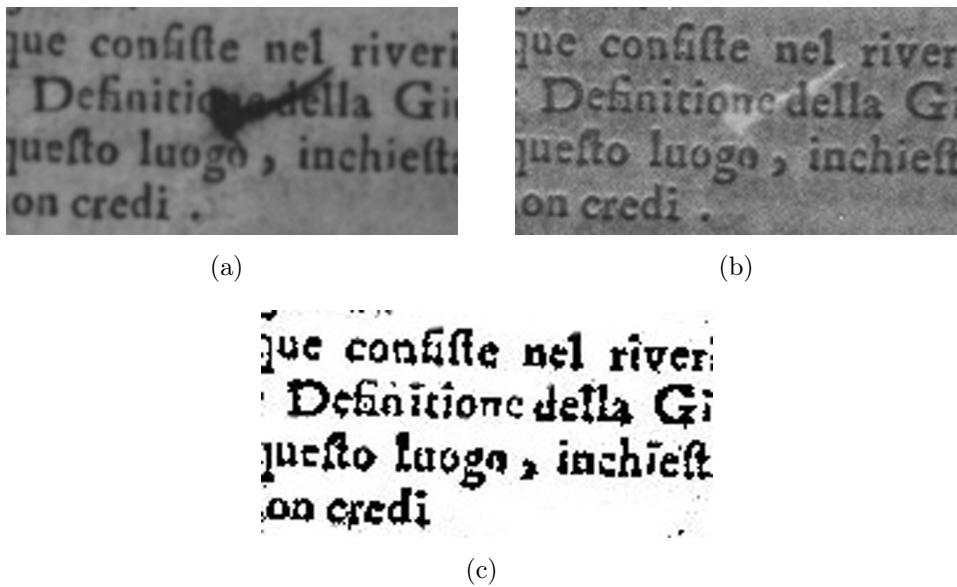 que conſiſte nel riveri
Definitione della Gi
queſto luogo, inchieſta
on credi .
(a)
que conſiſte nel river
Definitione della Gi
queſto luogo, inchieſt
on credi .
(b)
que conſiſte nel riveri
Definitione della Gi
queſto luogo, inchieſt
on credi
(c)